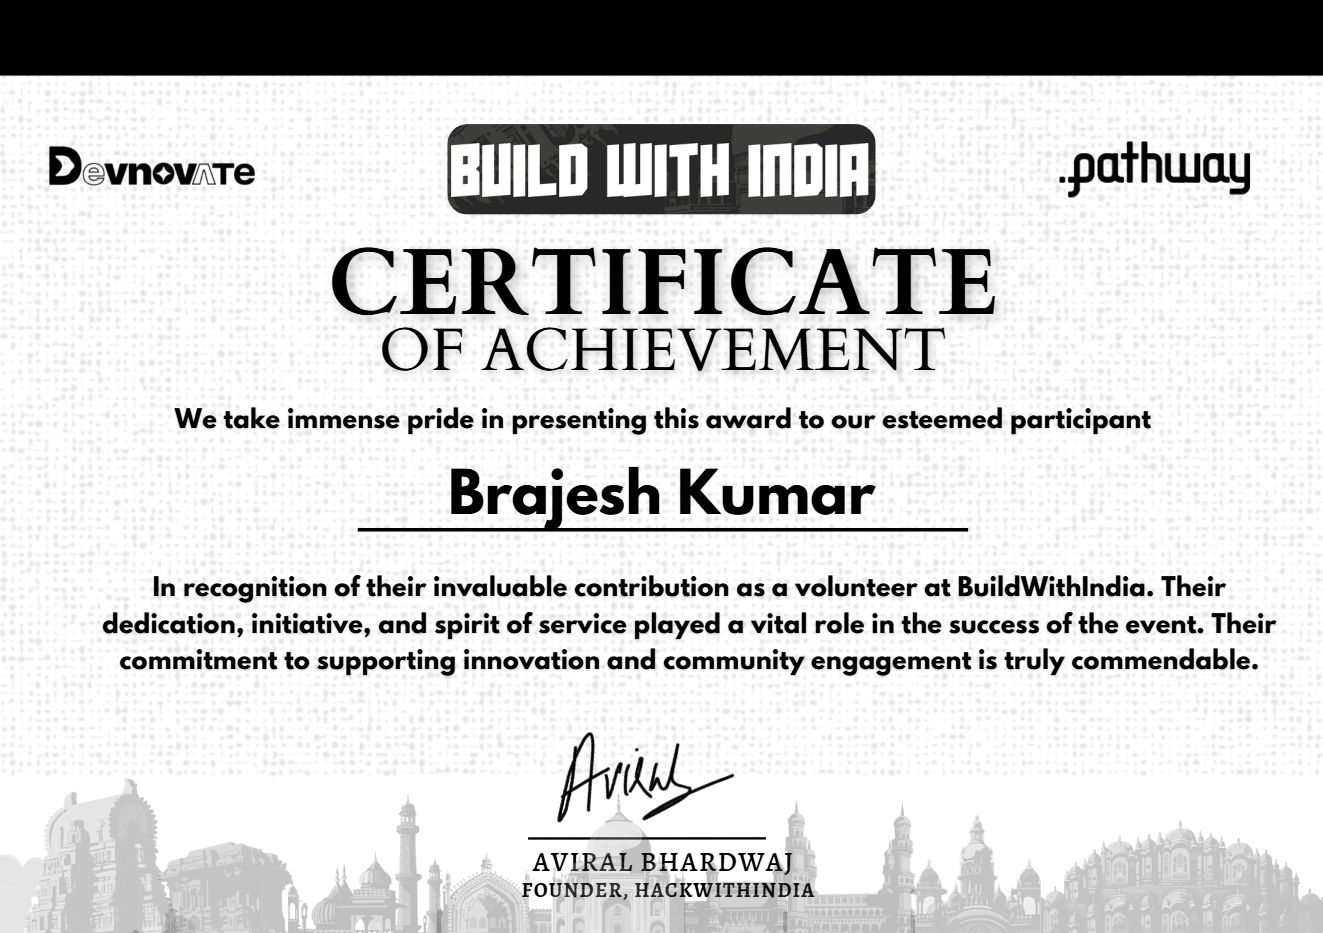 Devnovate
BUILD WITH INDIA
.:pathway
CERTIFICATE
OF ACHIEVEMENT
We take immense pride in presenting this award to our esteemed participant
Brajesh Kumar
In recognition of their invaluable contribution as a volunteer at BuildWithIndia. Their
dedication, initiative, and spirit of service played a vital role in the success of the event. Their
commitment to supporting innovation and community engagement is truly commendable.
Aviral
AVIRAL BHARDWAJ
FOUNDER, HACKWITHINDIA